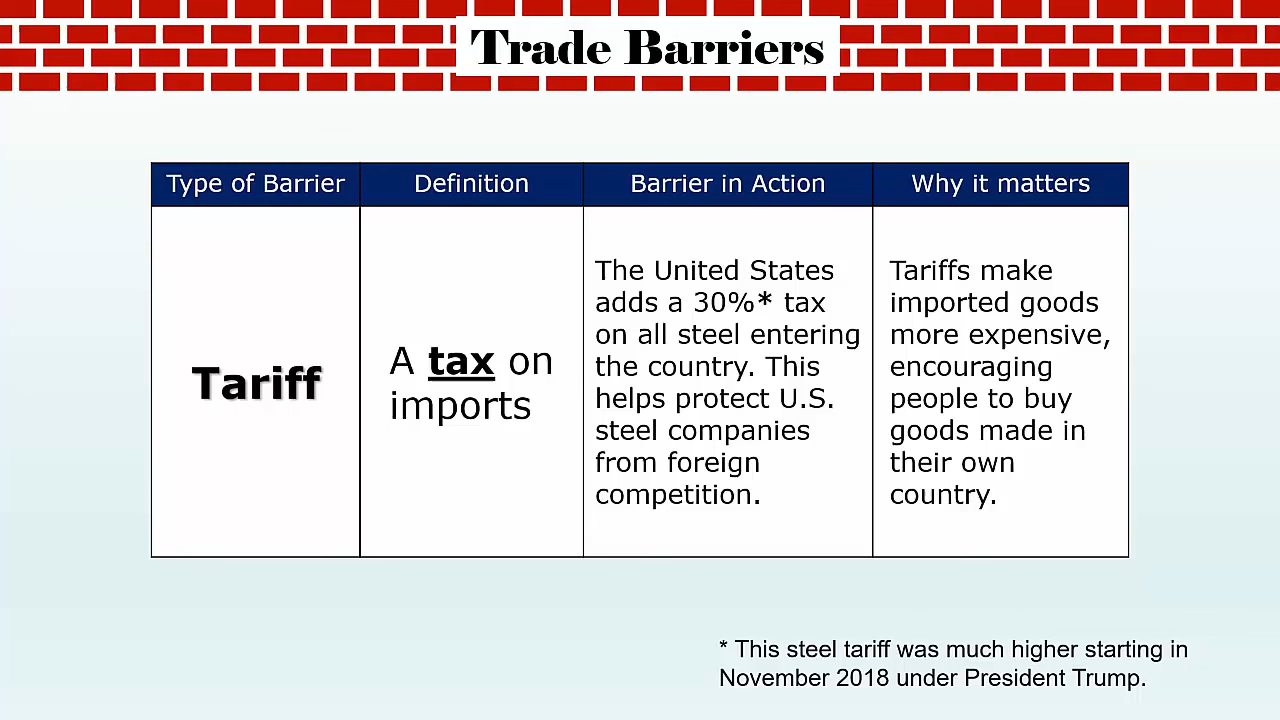 Trade Barriers
Type of Barrier
Definition
Barrier in Action
Why it matters
Tariff
A tax on
imports
The United States
adds a 30%* tax
on all steel entering
the country. This
helps protect U.S.
steel companies
from foreign
competition.
Tariffs make
imported goods
more expensive,
encouraging
people to buy
goods made in
their own
country.
* This steel tariff was much higher starting in
November 2018 under President Trump.